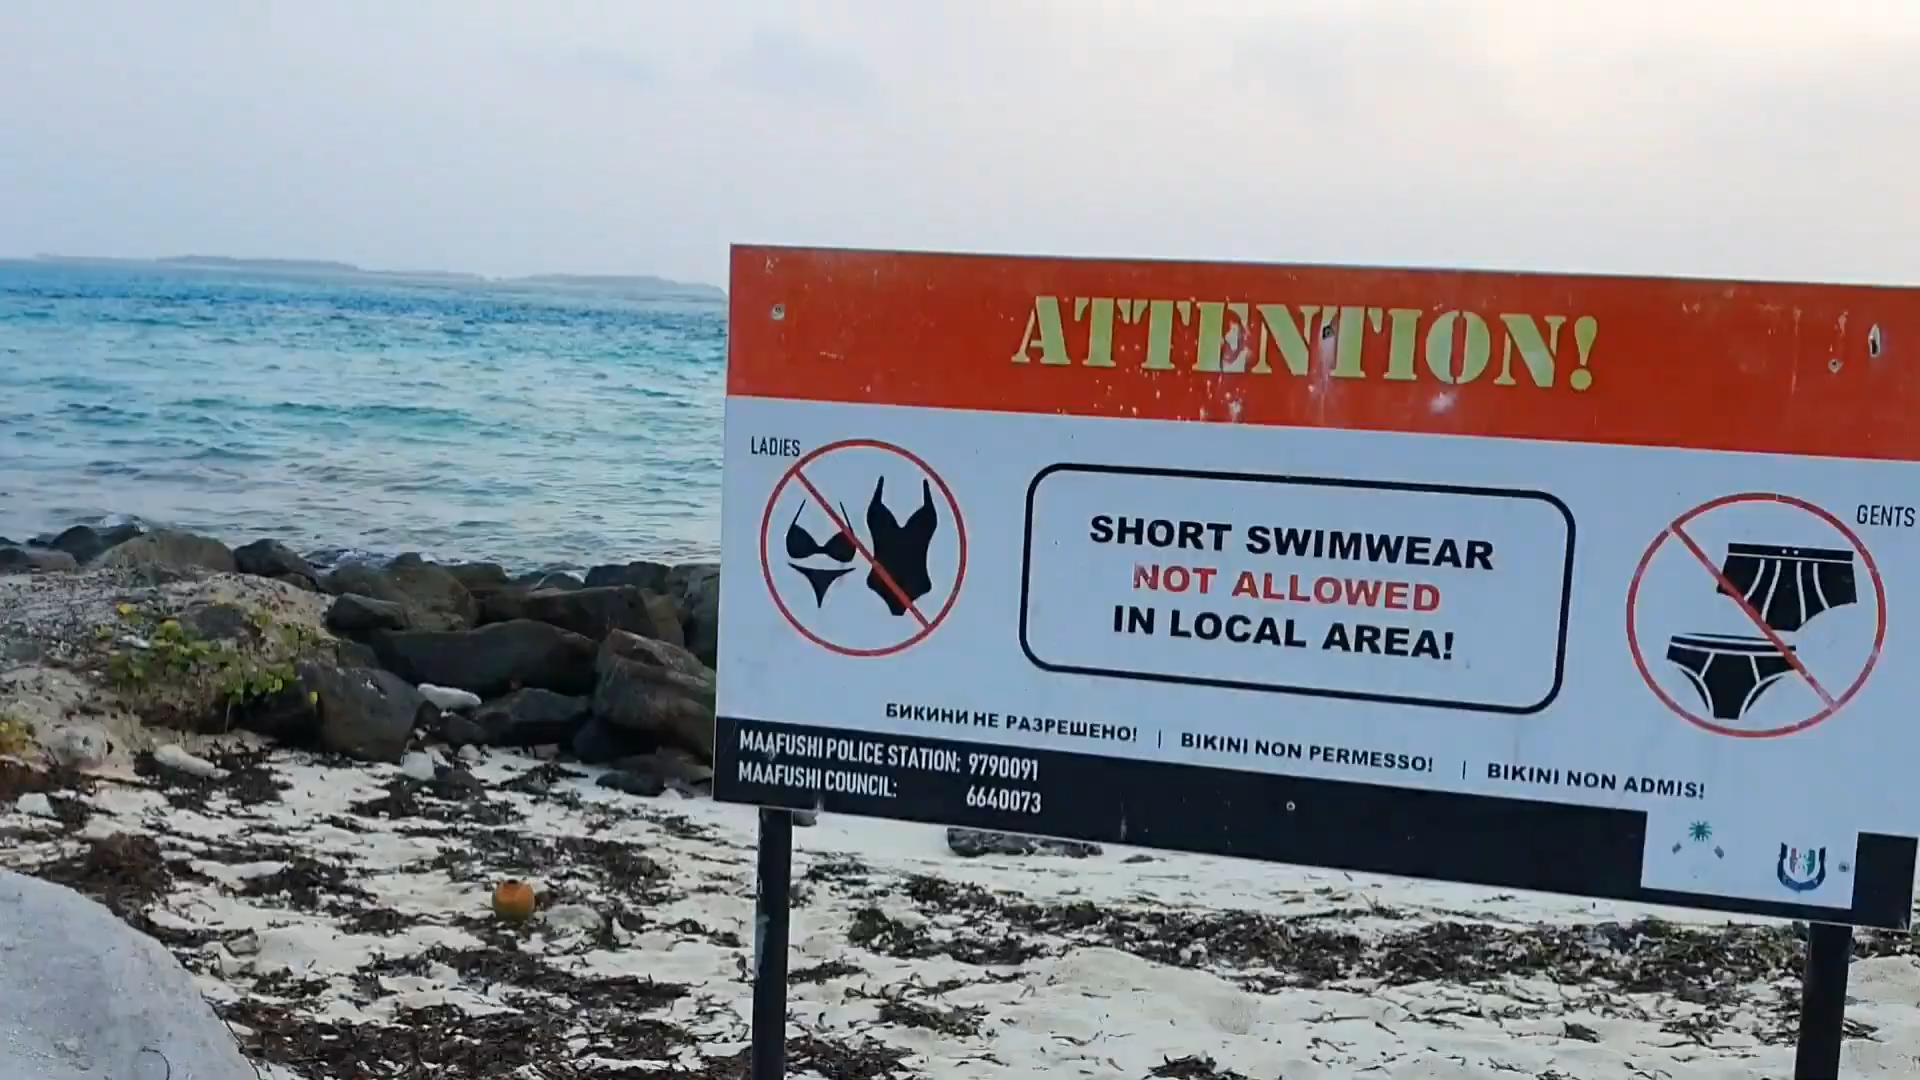 ATTENTION!
LADIES
GENTS
SHORT SWIMWEAR
NOT ALLOWED
IN LOCAL AREA!
БИКИНИ НЕ РАЗРЕШЕНО! | BIKINI NON PERMESSO! | BIKINI NON ADMIS!
MAAFUSHI POLICE STATION: 9790091
MAAFUSHI COUNCIL: 6640073